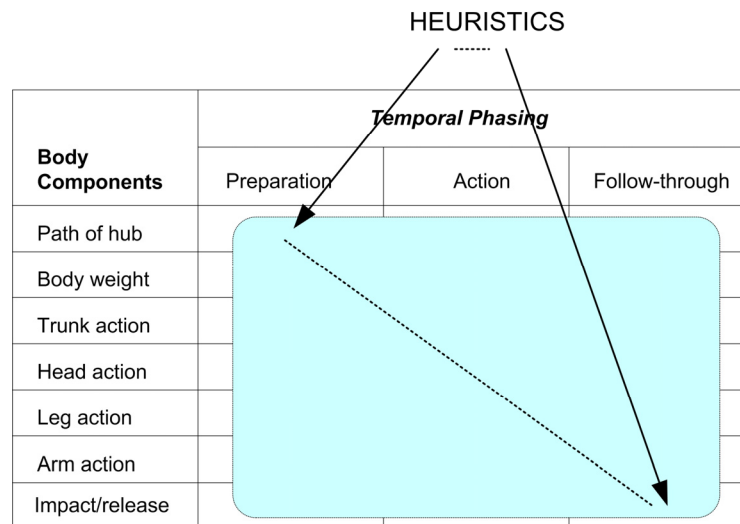 HEURISTICS
Temporal Phasing
Body
Components
Preparation
Action
Follow-through
Path of hub
Body weight
Trunk action
Head action
Leg action
Arm action
Impact/release